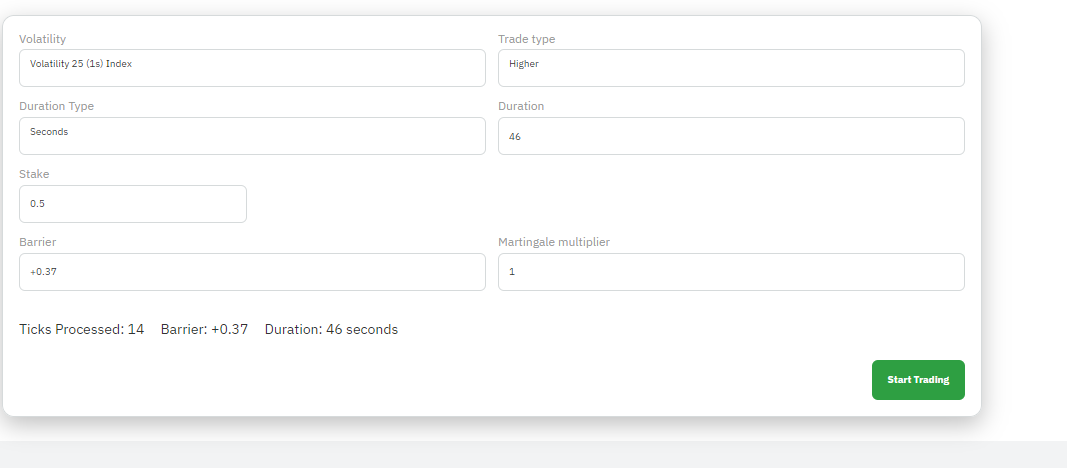 Volatility
Trade type
Volatility 25 (1s) Index
Higher
Duration Type
Duration
Seconds
46
Stake
0.5
Barrier
Martingale multiplier
+0.37
1
Ticks Processed: 14 Barrier: +0.37 Duration: 46 seconds
Start Trading